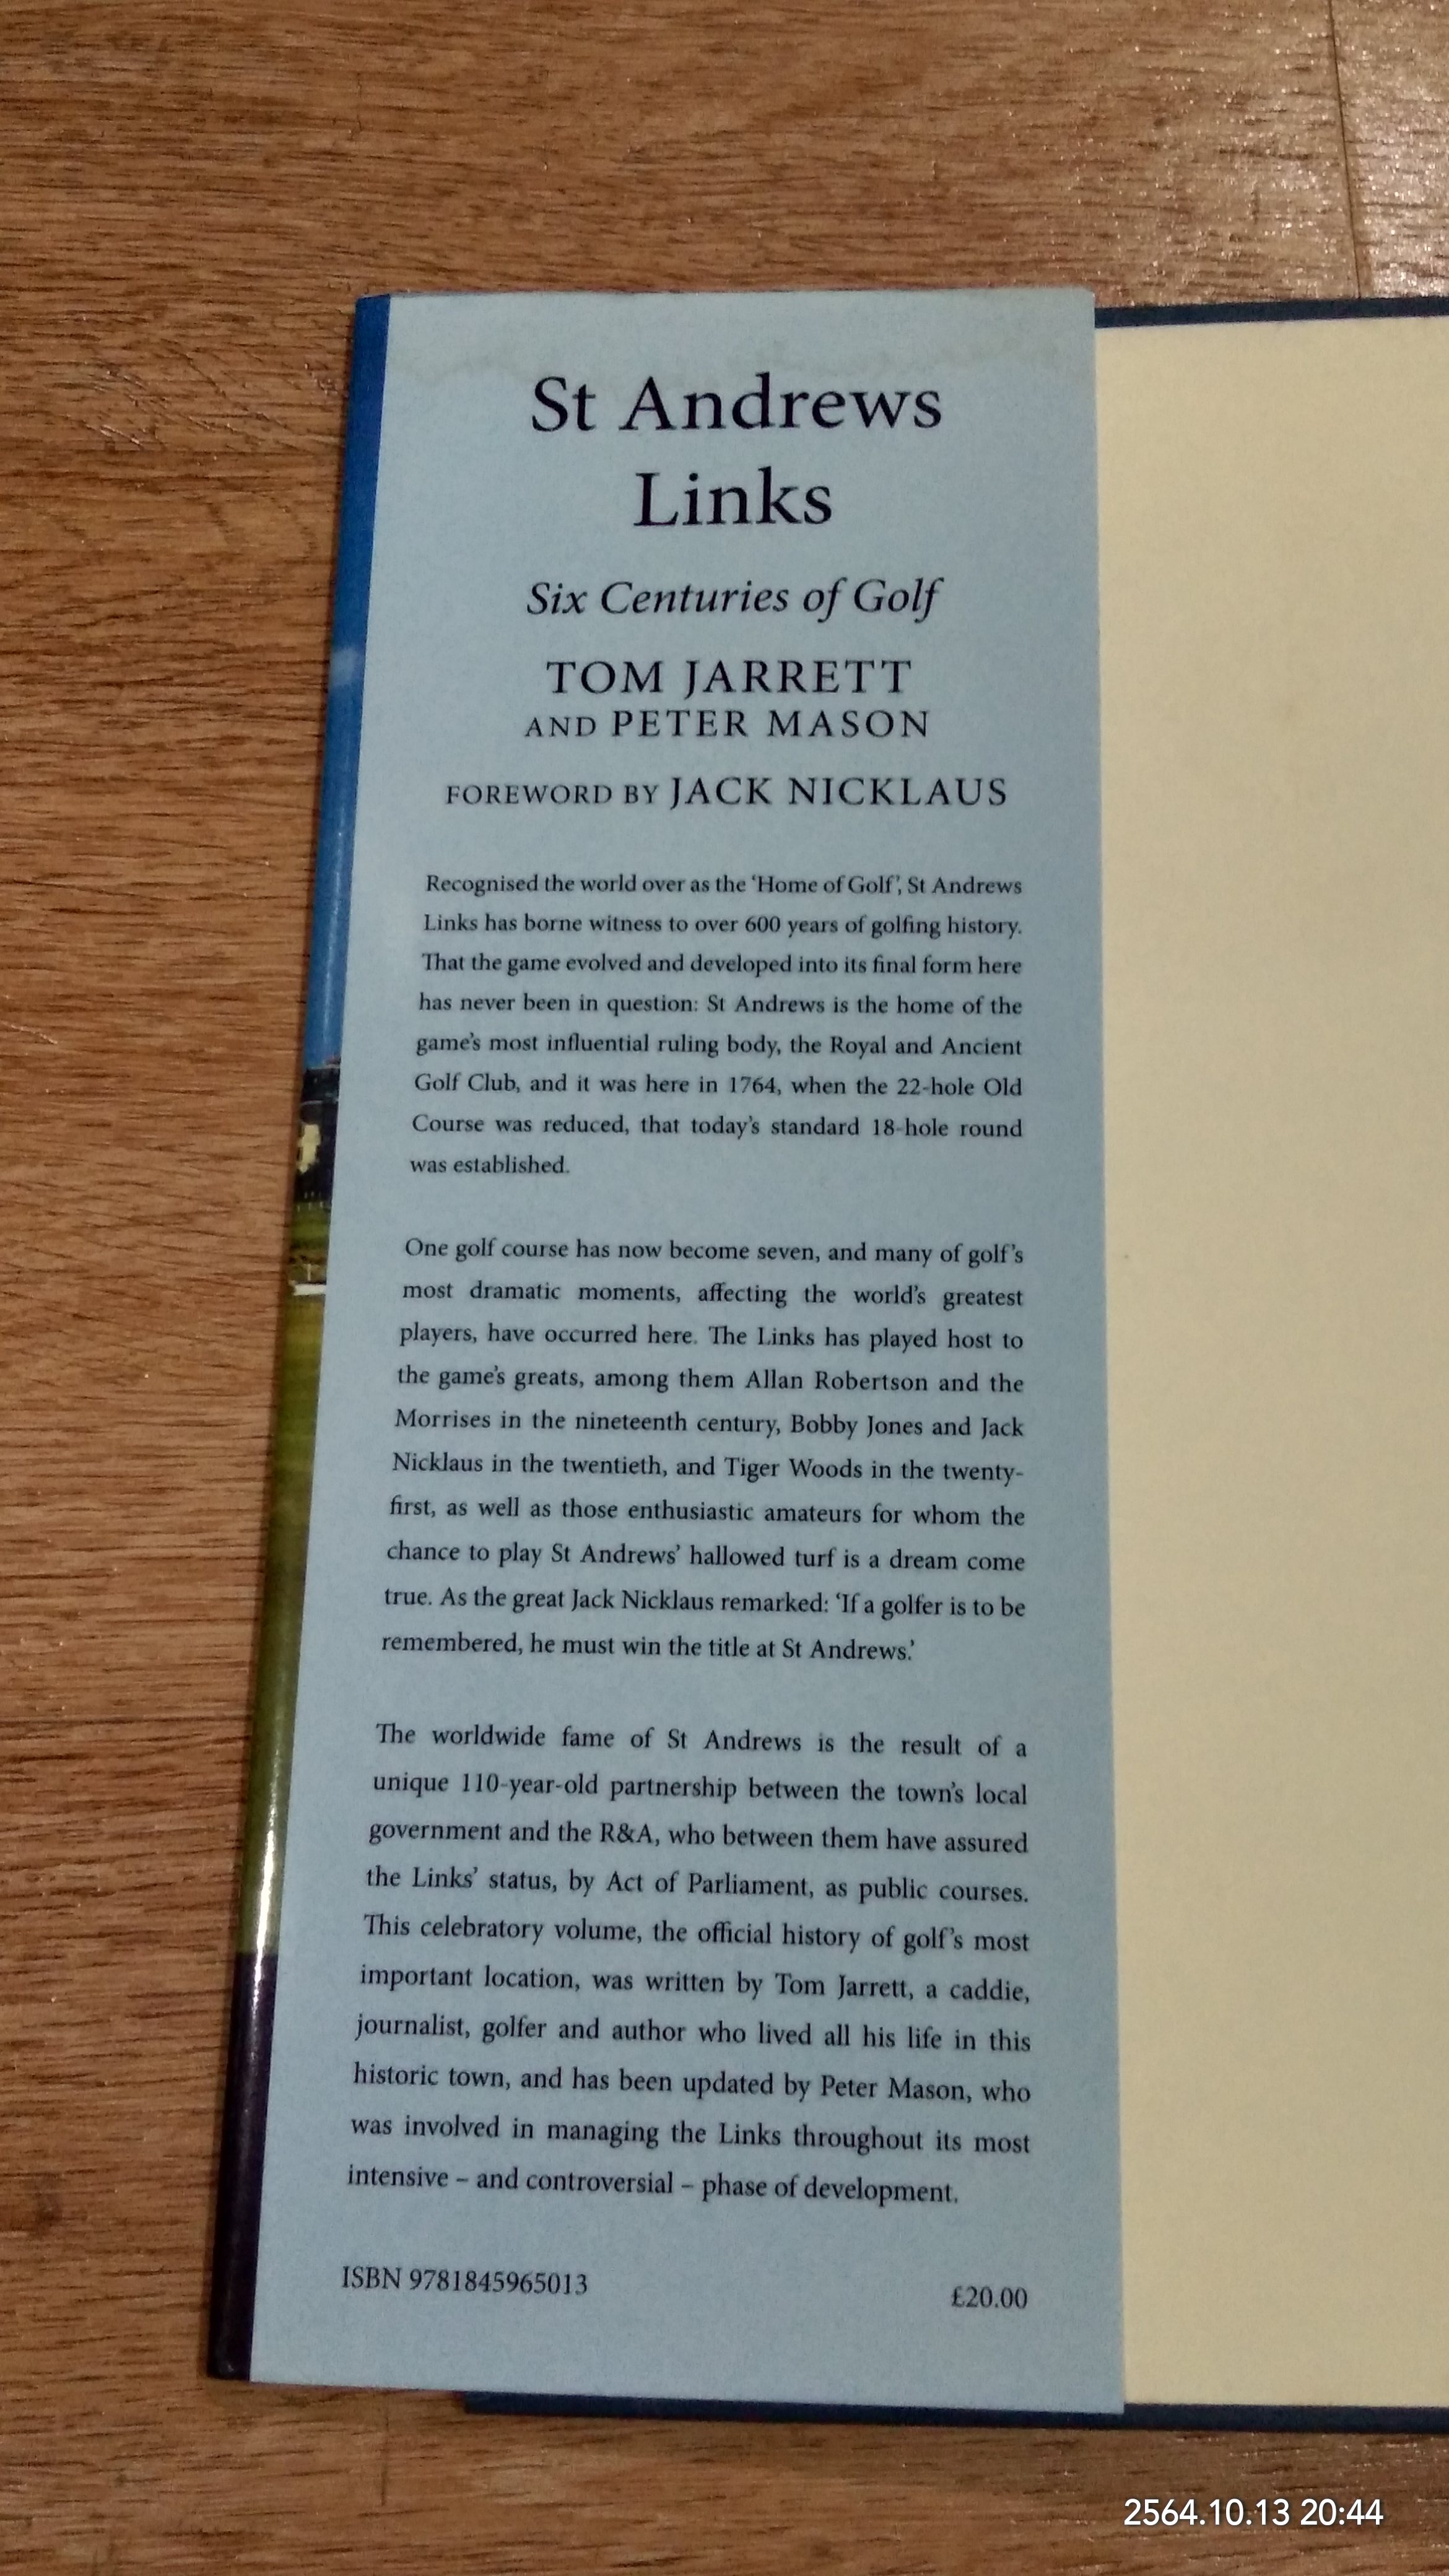 St Andrews
Links
Six Centuries of Golf
TOM JARRETT
AND PETER MASON
FOREWORD BY JACK NICKLAUS
Recognised the world over as the ‘Home of Golf’, St Andrews
Links has borne witness to over 600 years of golfing history.
That the game evolved and developed into its final form here
has never been in question: St Andrews is the home of the
game’s most influential ruling body, the Royal and Ancient
Golf Club, and it was here in 1764, when the 22-hole Old
Course was reduced, that today’s standard 18-hole round
was established.
One golf course has now become seven, and many of golf’s
most dramatic moments, affecting the world’s greatest
players, have occurred here. The Links has played host to
the game’s greats, among them Allan Robertson and the
Morrises in the nineteenth century, Bobby Jones and Jack
Nicklaus in the twentieth, and Tiger Woods in the twenty-
first, as well as those enthusiastic amateurs for whom the
chance to play St Andrews’ hallowed turf is a dream come
true. As the great Jack Nicklaus remarked: ‘If a golfer is to be
remembered, he must win the title at St Andrews.’
The worldwide fame of St Andrews is the result of a
unique 110-year-old partnership between the town’s local
government and the R&A, who between them have assured
the Links’ status, by Act of Parliament, as public courses.
This celebratory volume, the official history of golf’s most
important location, was written by Tom Jarrett, a caddie,
journalist, golfer and author who lived all his life in this
historic town, and has been updated by Peter Mason, who
was involved in managing the Links throughout its most
intensive – and controversial – phase of development.
ISBN 9781845965013
£20.00
2564.10.13 20:44